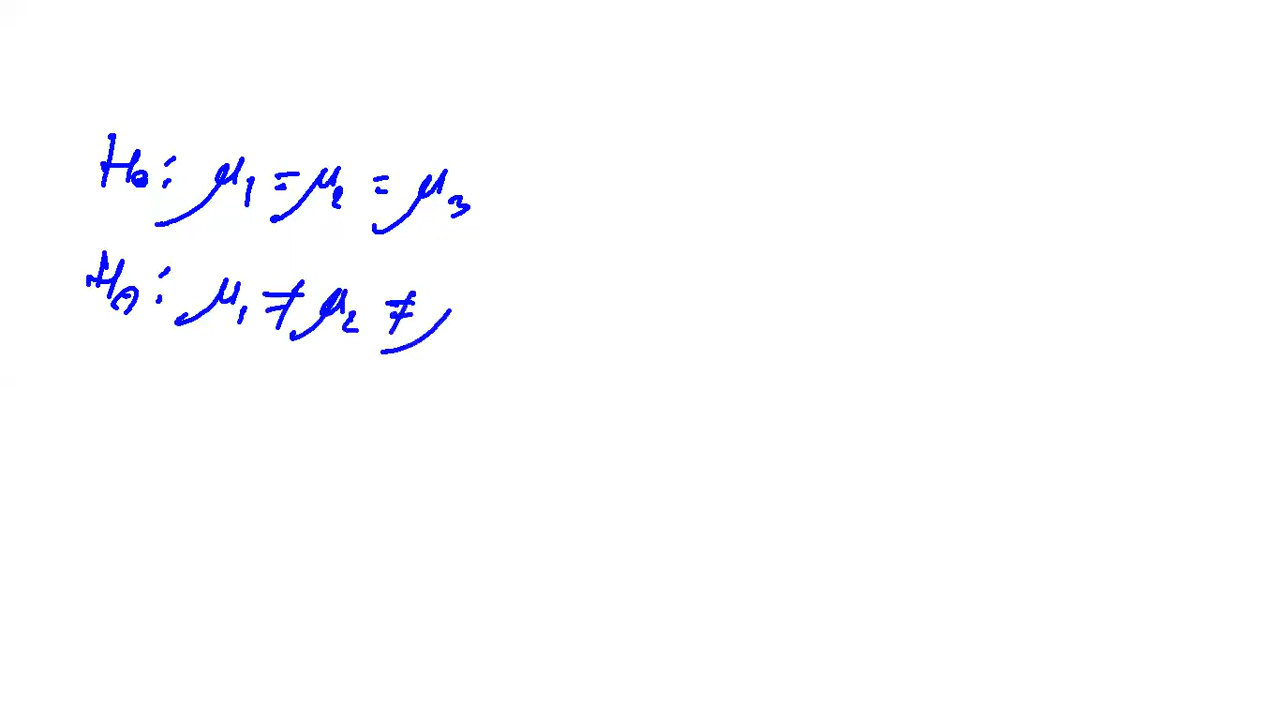 H₀: μ₁ = μ₂ = μ₃
Hₐ: μ₁ ≠ μ₂ ≠